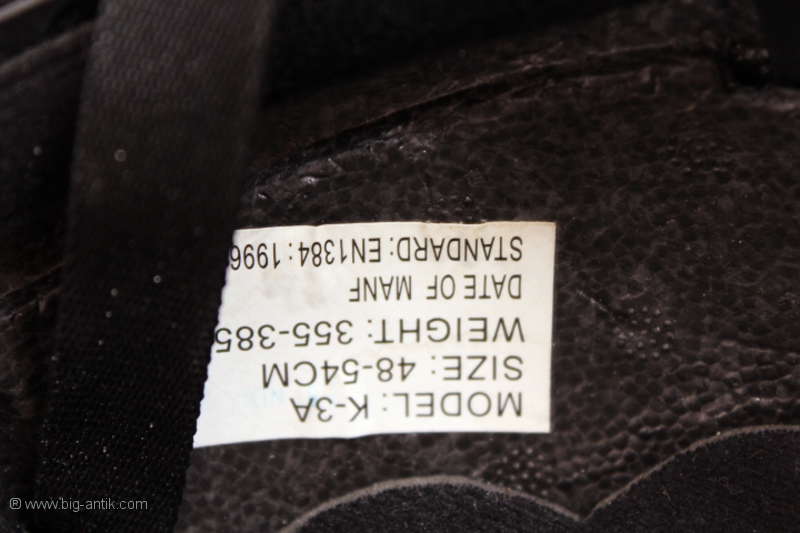 MODEL: K-3A
SIZE: 48-54CM
WEIGHT: 355-385
DATE OF MANF
STANDARD: EN1384: 1996
® www.big-antik.com